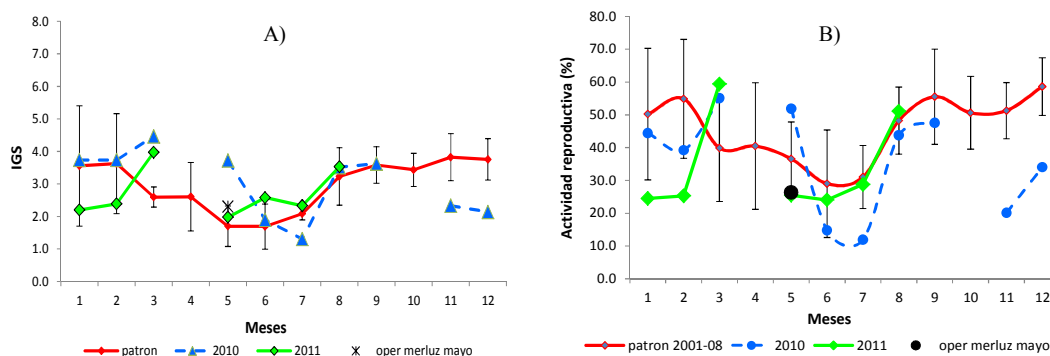 A)
IGS
8.0
7.0
6.0
5.0
4.0
3.0
2.0
1.0
0.0
1 2 3 4 5 6 7 8 9 10 11 12
Meses
patron 2010 2011 oper merluz mayo
B)
Actividad reproductiva (%)
80.0
70.0
60.0
50.0
40.0
30.0
20.0
10.0
0.0
1 2 3 4 5 6 7 8 9 10 11 12
Meses
patron 2001-08 2010 2011 oper merluz mayo